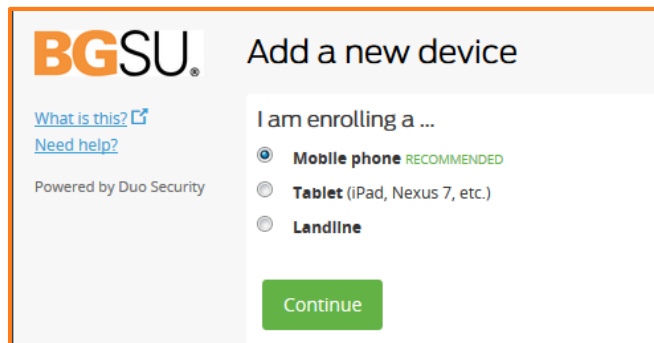 BGSU®
Add a new device
What is this?
Need help?
Powered by Duo Security
I am enrolling a ...
Mobile phone RECOMMENDED
Tablet (iPad, Nexus 7, etc.)
Landline
Continue